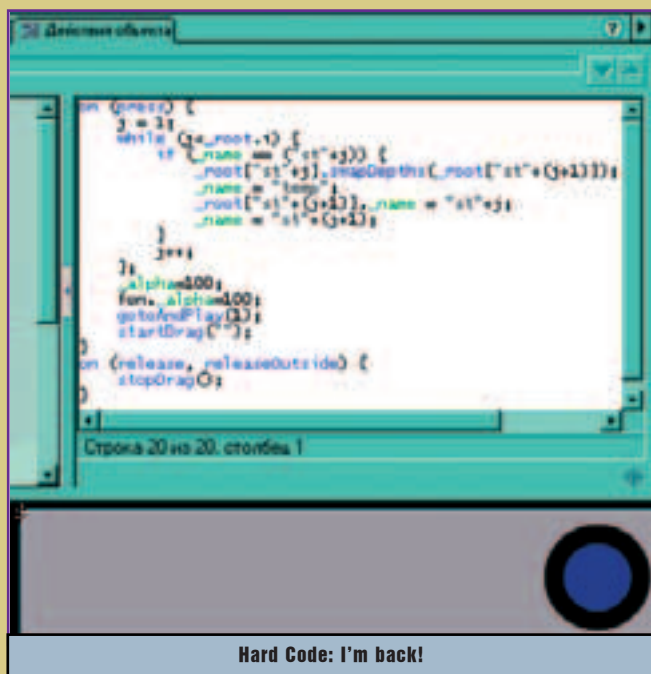 Действия объекта
?
on (press) {
j = 1;
while (j<_root.i) {
if (_name == ("st"+j)) {
_root["st"+j].swapDepths(_root["st"+(j+1)]);
_name = "temp";
_root["st"+(j+1)]._name = "st"+j;
_name = "st"+(j+1);
}
j++;
};
_alpha=100;
fon._alpha=100;
gotoAndPlay(1);
startDrag("");
}
on (release, releaseOutside) {
stopDrag();
}
Строка 20 из 20, столбец 1
Hard Code: I'm back!